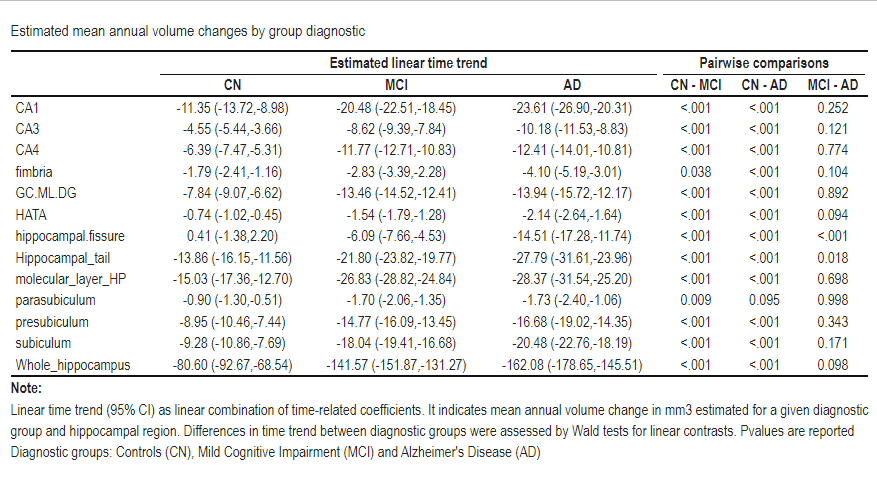 Estimated mean annual volume changes by group diagnostic
Estimated linear time trend Pairwise comparisons
CN MCI AD CN - MCI CN - AD MCI - AD
CA1 -11.35 (-13.72,-8.98) -20.48 (-22.51,-18.45) -23.61 (-26.90,-20.31) <.001 <.001 0.252
CA3 -4.55 (-5.44,-3.66) -8.62 (-9.39,-7.84) -10.18 (-11.53,-8.83) <.001 <.001 0.121
CA4 -6.39 (-7.47,-5.31) -11.77 (-12.71,-10.83) -12.41 (-14.01,-10.81) <.001 <.001 0.774
fimbria -1.79 (-2.41,-1.16) -2.83 (-3.39,-2.28) -4.10 (-5.19,-3.01) 0.038 <.001 0.104
GC.ML.DG -7.84 (-9.07,-6.62) -13.46 (-14.52,-12.41) -13.94 (-15.72,-12.17) <.001 <.001 0.892
HATA -0.74 (-1.02,-0.45) -1.54 (-1.79,-1.28) -2.14 (-2.64,-1.64) <.001 <.001 0.094
hippocampal.fissure 0.41 (-1.38,2.20) -6.09 (-7.66,-4.53) -14.51 (-17.28,-11.74) <.001 <.001 <.001
Hippocampal_tail -13.86 (-16.15,-11.56) -21.80 (-23.82,-19.77) -27.79 (-31.61,-23.96) <.001 <.001 0.018
molecular_layer_HP -15.03 (-17.36,-12.70) -26.83 (-28.82,-24.84) -28.37 (-31.54,-25.20) <.001 <.001 0.698
parasubiculum -0.90 (-1.30,-0.51) -1.70 (-2.06,-1.35) -1.73 (-2.40,-1.06) 0.009 0.095 0.998
presubiculum -8.95 (-10.46,-7.44) -14.77 (-16.09,-13.45) -16.68 (-19.02,-14.35) <.001 <.001 0.343
subiculum -9.28 (-10.86,-7.69) -18.04 (-19.41,-16.68) -20.48 (-22.76,-18.19) <.001 <.001 0.171
Whole_hippocampus -80.60 (-92.67,-68.54) -141.57 (-151.87,-131.27) -162.08 (-178.65,-145.51) <.001 <.001 0.098
Note:
Linear time trend (95% CI) as linear combination of time-related coefficients. It indicates mean annual volume change in mm3 estimated for a given diagnostic
group and hippocampal region. Differences in time trend between diagnostic groups were assessed by Wald tests for linear contrasts. Pvalues are reported
Diagnostic groups: Controls (CN), Mild Cognitive Impairment (MCI) and Alzheimer's Disease (AD)